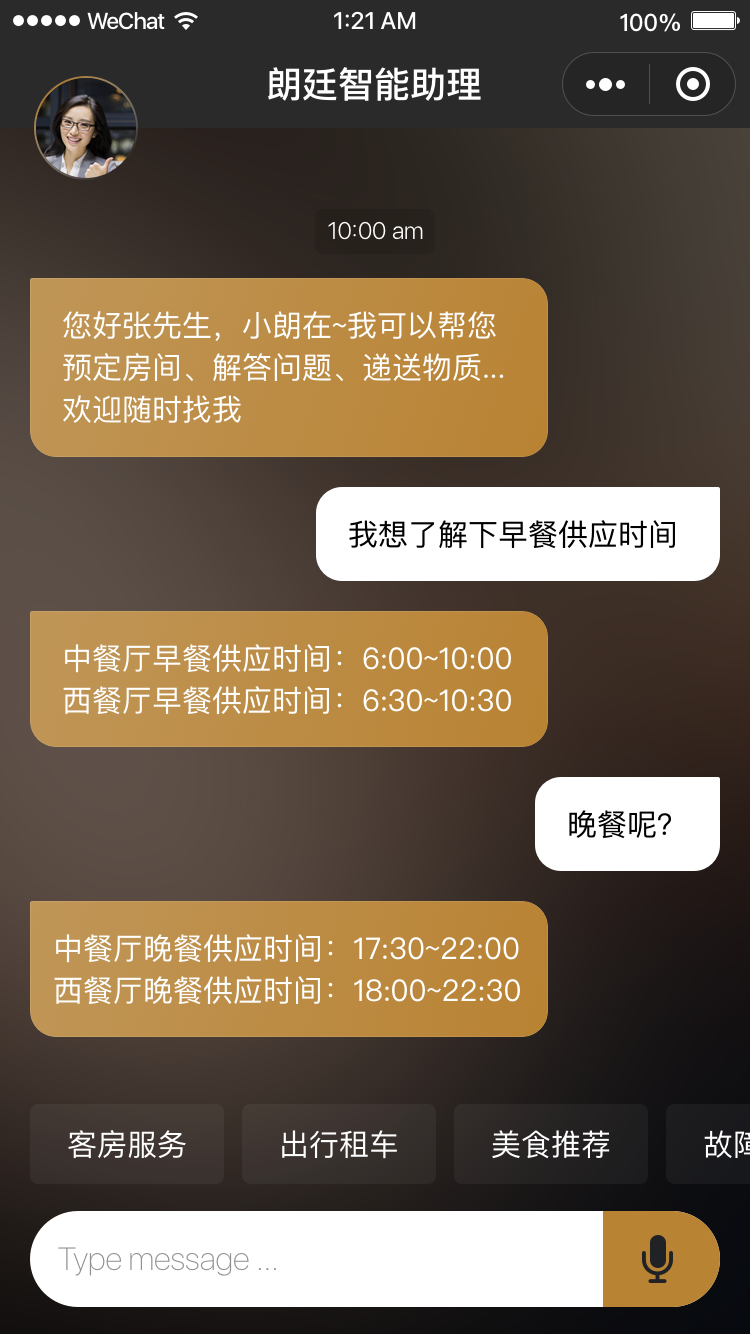 WeChat
1:21 AM
100%
朗廷智能助理
10:00 am
您好张先生，小朗在~我可以帮您
预定房间、解答问题、递送物质...
欢迎随时找我
我想了解下早餐供应时间
中餐厅早餐供应时间：6:00~10:00
西餐厅早餐供应时间：6:30~10:30
晚餐呢？
中餐厅晚餐供应时间：17:30~22:00
西餐厅晚餐供应时间：18:00~22:30
客房服务
出行租车
美食推荐
故
Type message ...